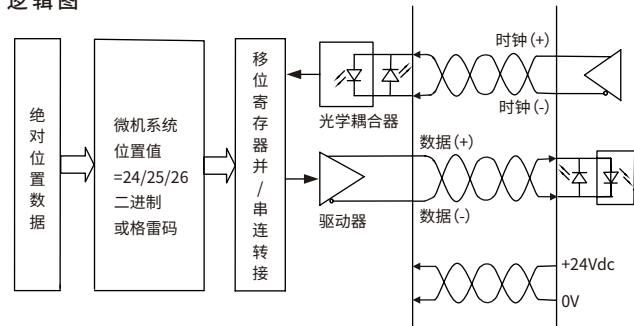 逻辑图
绝对位置数据
微机系统
位置值
=24/25/26
二进制
或格雷码
移位寄存器并/串连转接
光学耦合器
驱动器
时钟(+)
时钟(-)
数据(+)
数据(-)
+24Vdc
0V